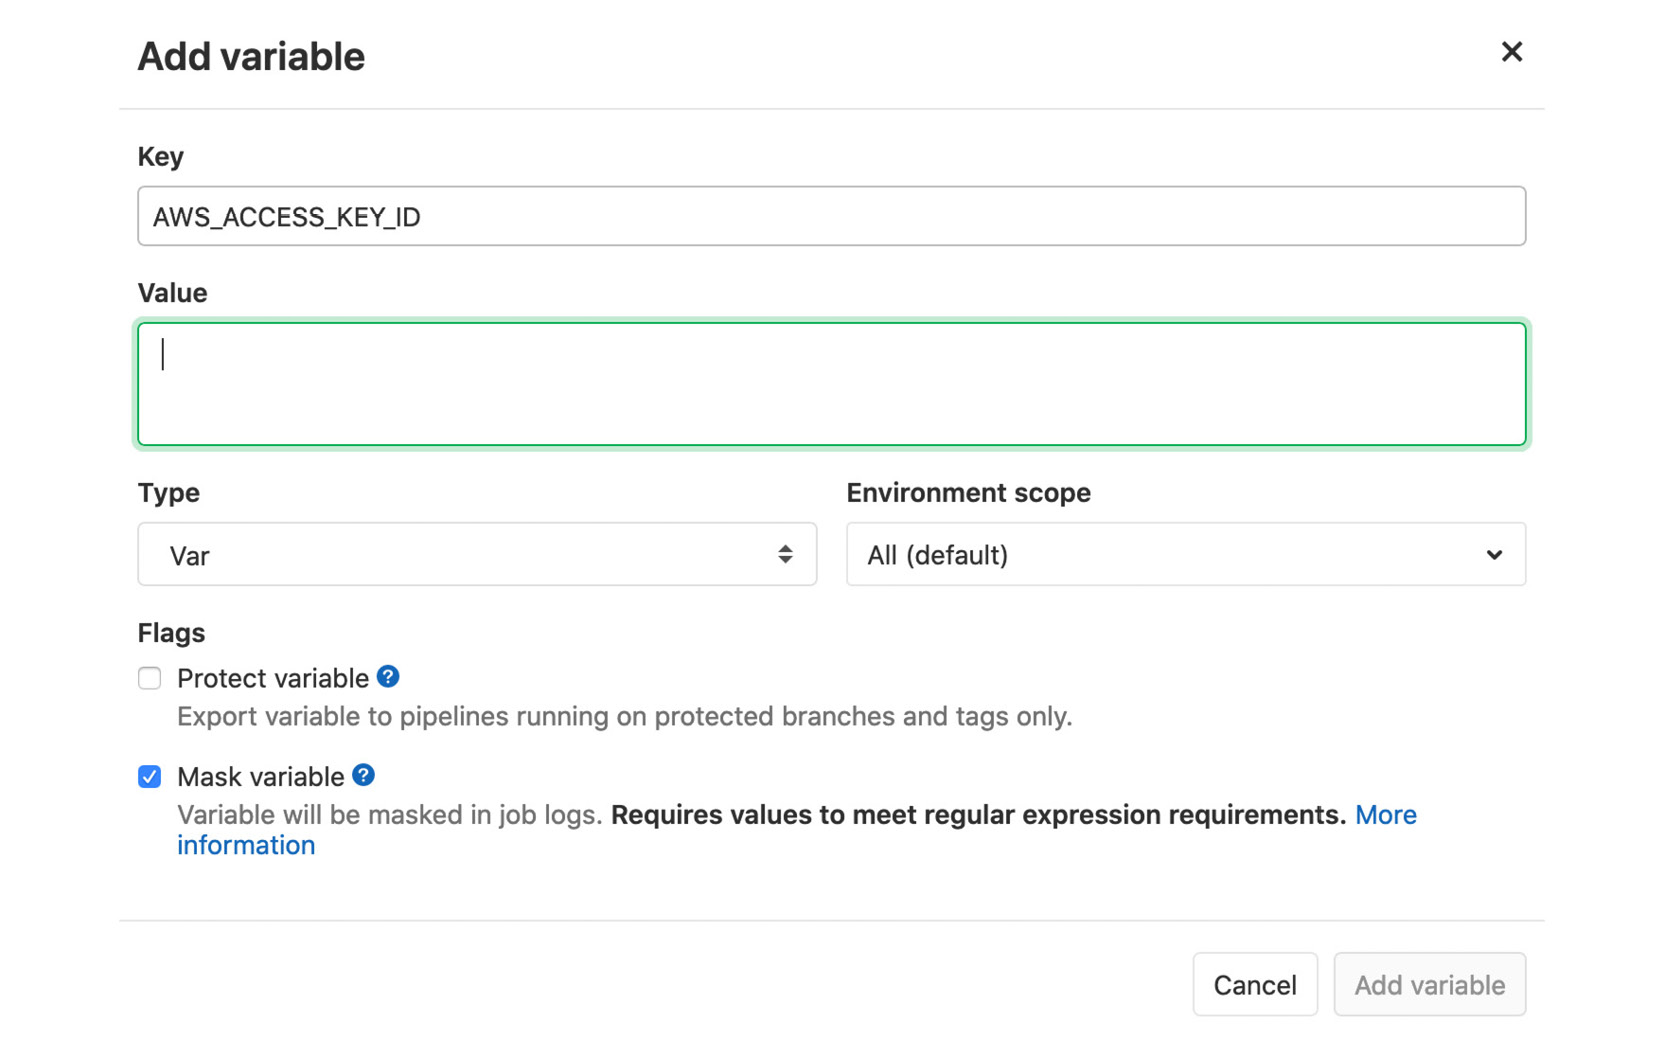 Add variable
Key
AWS_ACCESS_KEY_ID
Value
Type
Environment scope
Var
All (default)
Flags
Protect variable ?
Export variable to pipelines running on protected branches and tags only.
Mask variable ?
Variable will be masked in job logs. Requires values to meet regular expression requirements. More
information
Cancel
Add variable